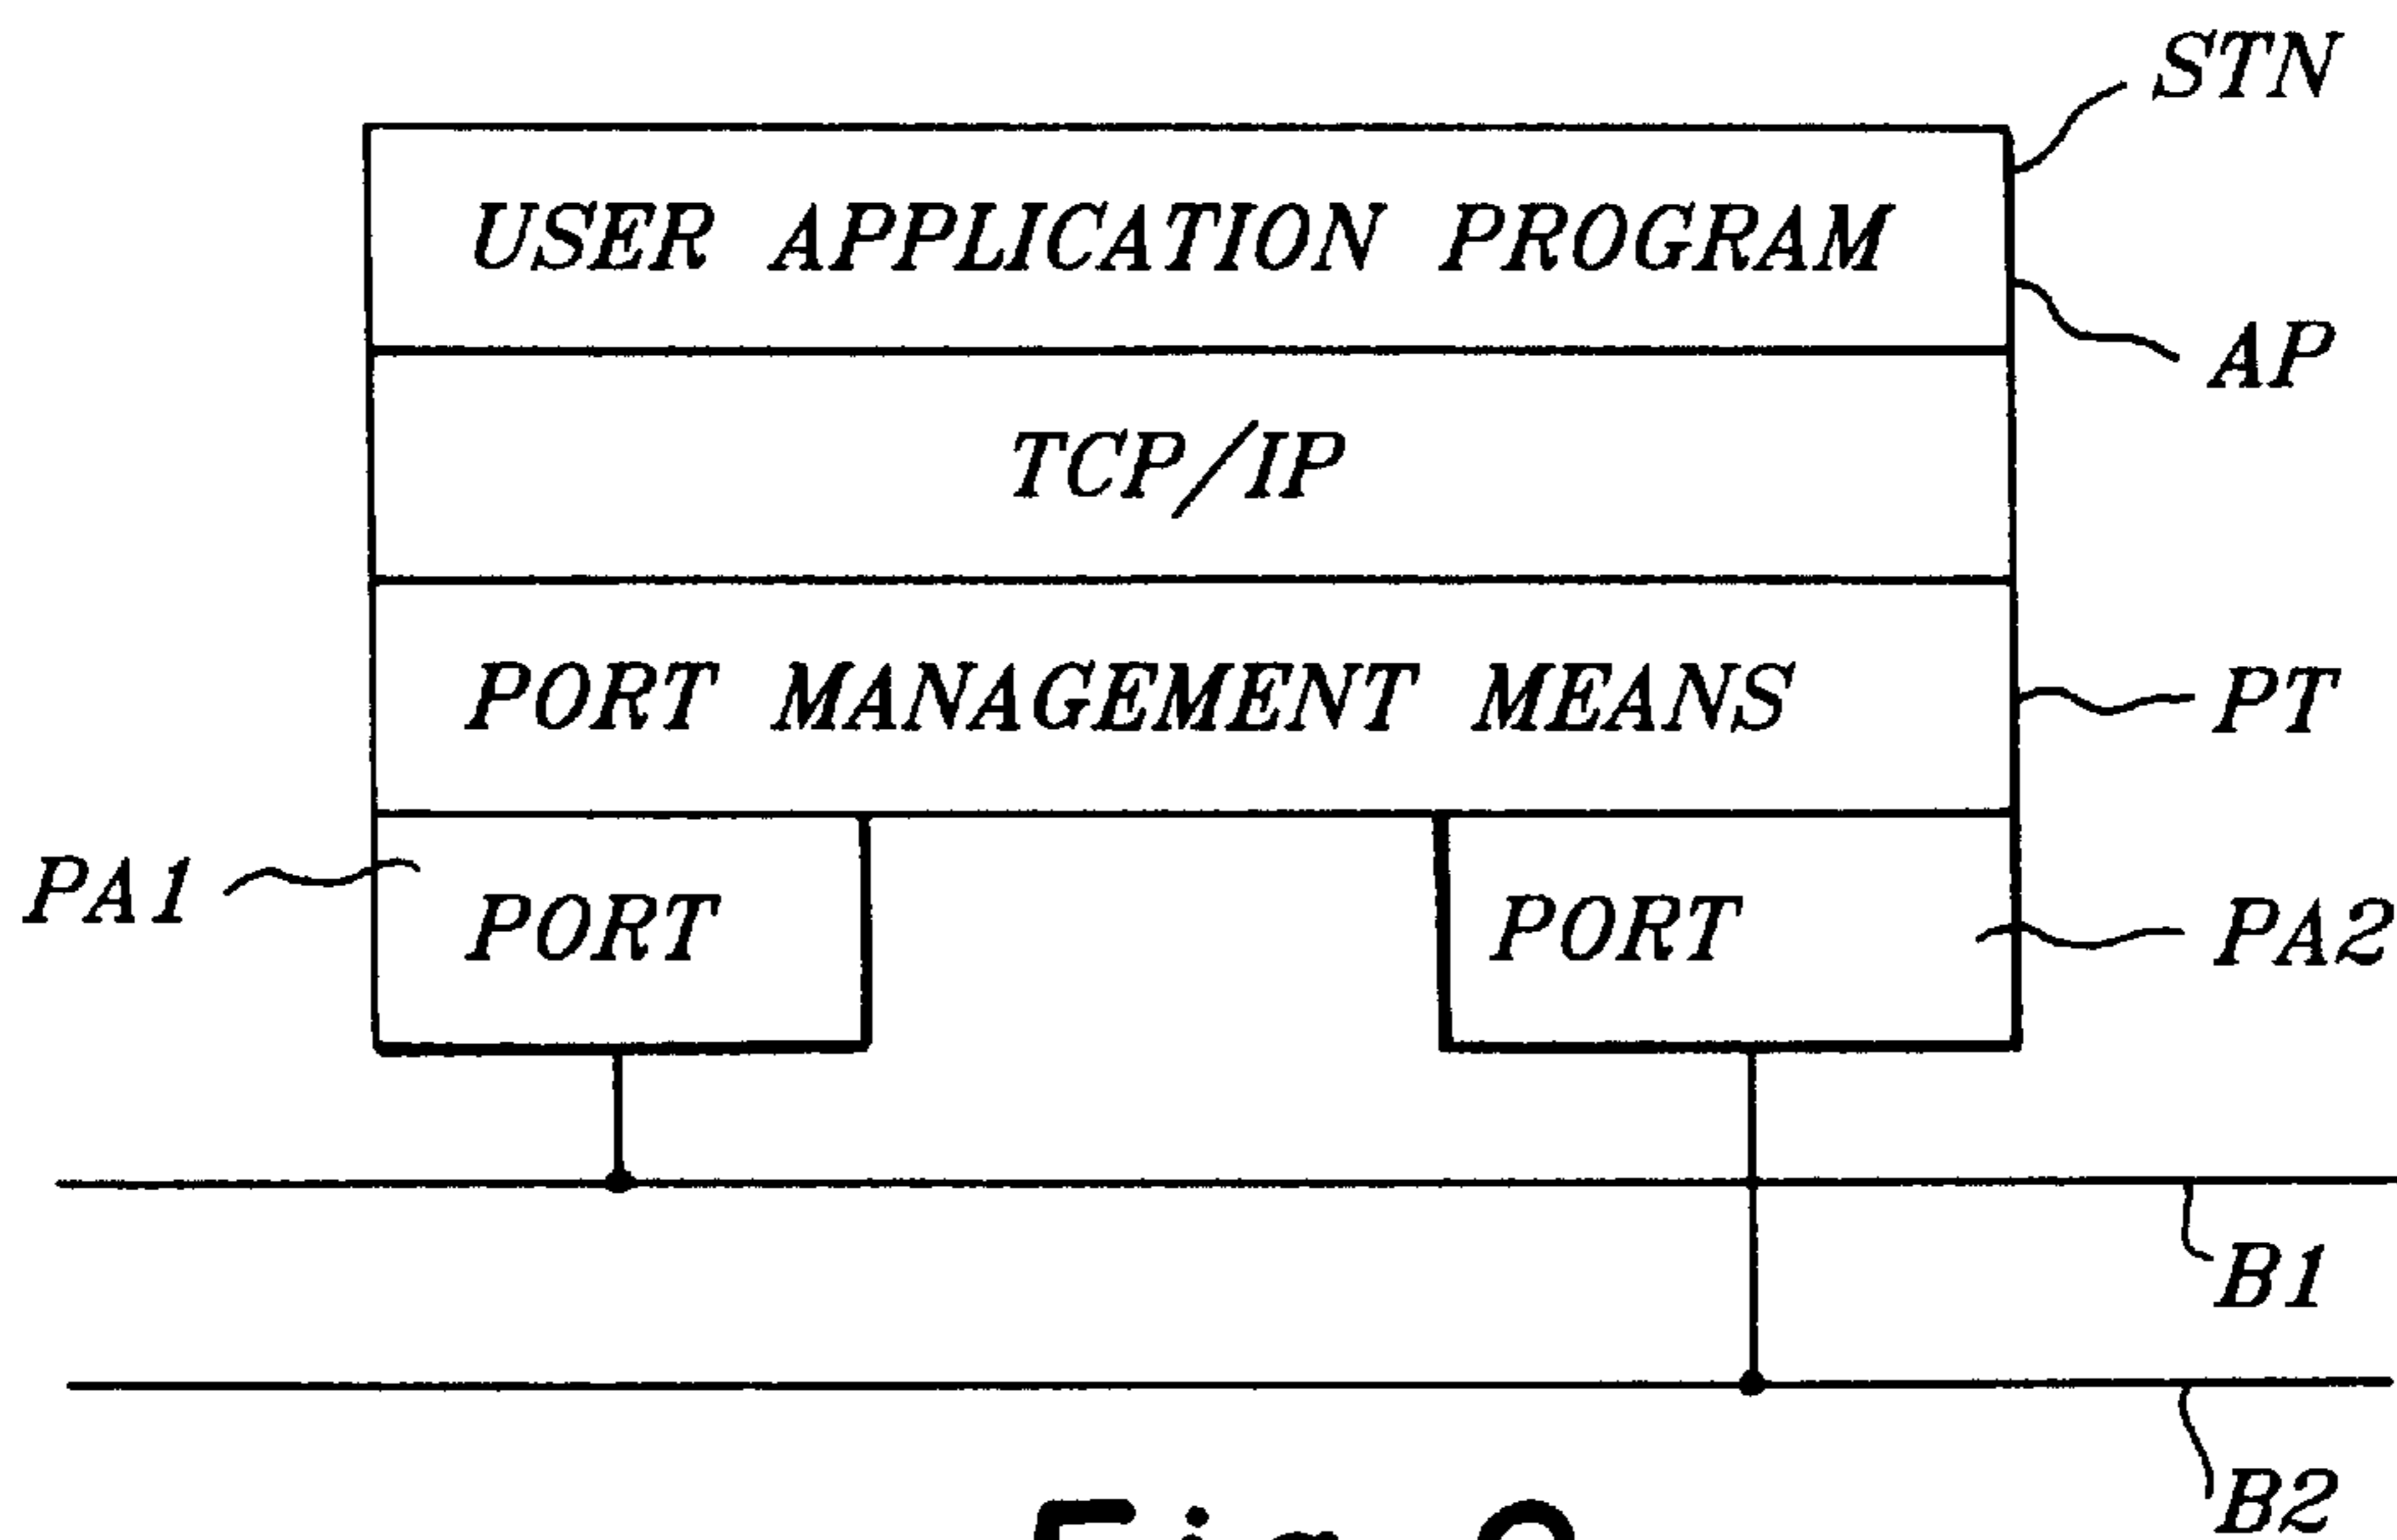 STN
USER APPLICATION PROGRAM
AP
TCP/IP
PORT MANAGEMENT MEANS
PT
PA1
PORT
PORT
PA2
B1
B2